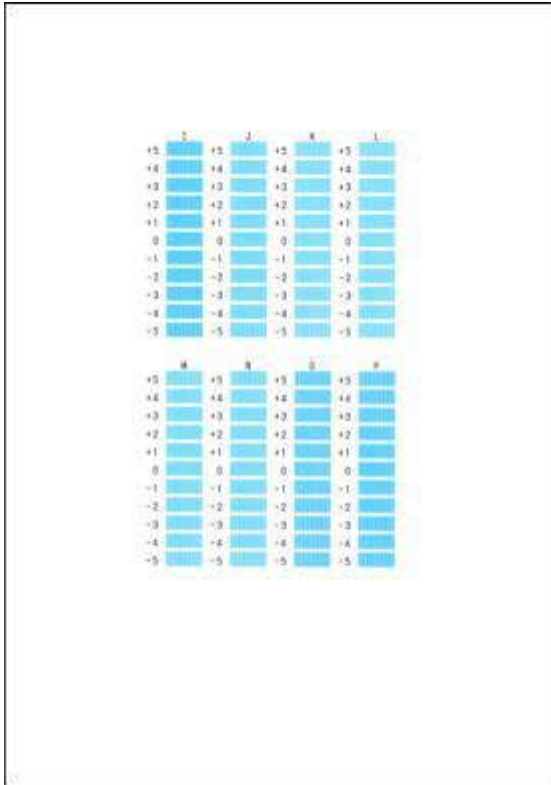 I J K L
+5 +5 +5 +5
+4 +4 +4 +4
+3 +3 +3 +3
+2 +2 +2 +2
+1 +1 +1 +1
0 0 0 0
-1 -1 -1 -1
-2 -2 -2 -2
-3 -3 -3 -3
-4 -4 -4 -4
-5 -5 -5 -5
M N O P
+5 +5 +5 +5
+4 +4 +4 +4
+3 +3 +3 +3
+2 +2 +2 +2
+1 +1 +1 +1
0 0 0 0
-1 -1 -1 -1
-2 -2 -2 -2
-3 -3 -3 -3
-4 -4 -4 -4
-5 -5 -5 -5